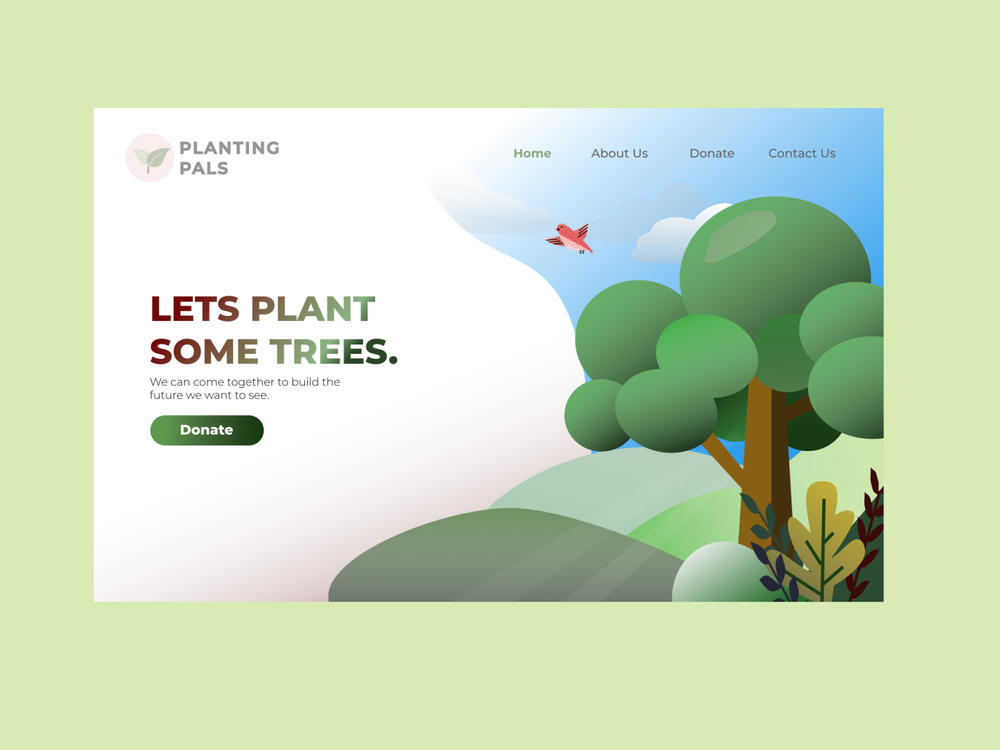 PLANTING
PALS
Home About Us Donate Contact Us
LETS PLANT
SOME TREES.
We can come together to build the
future we want to see.
Donate